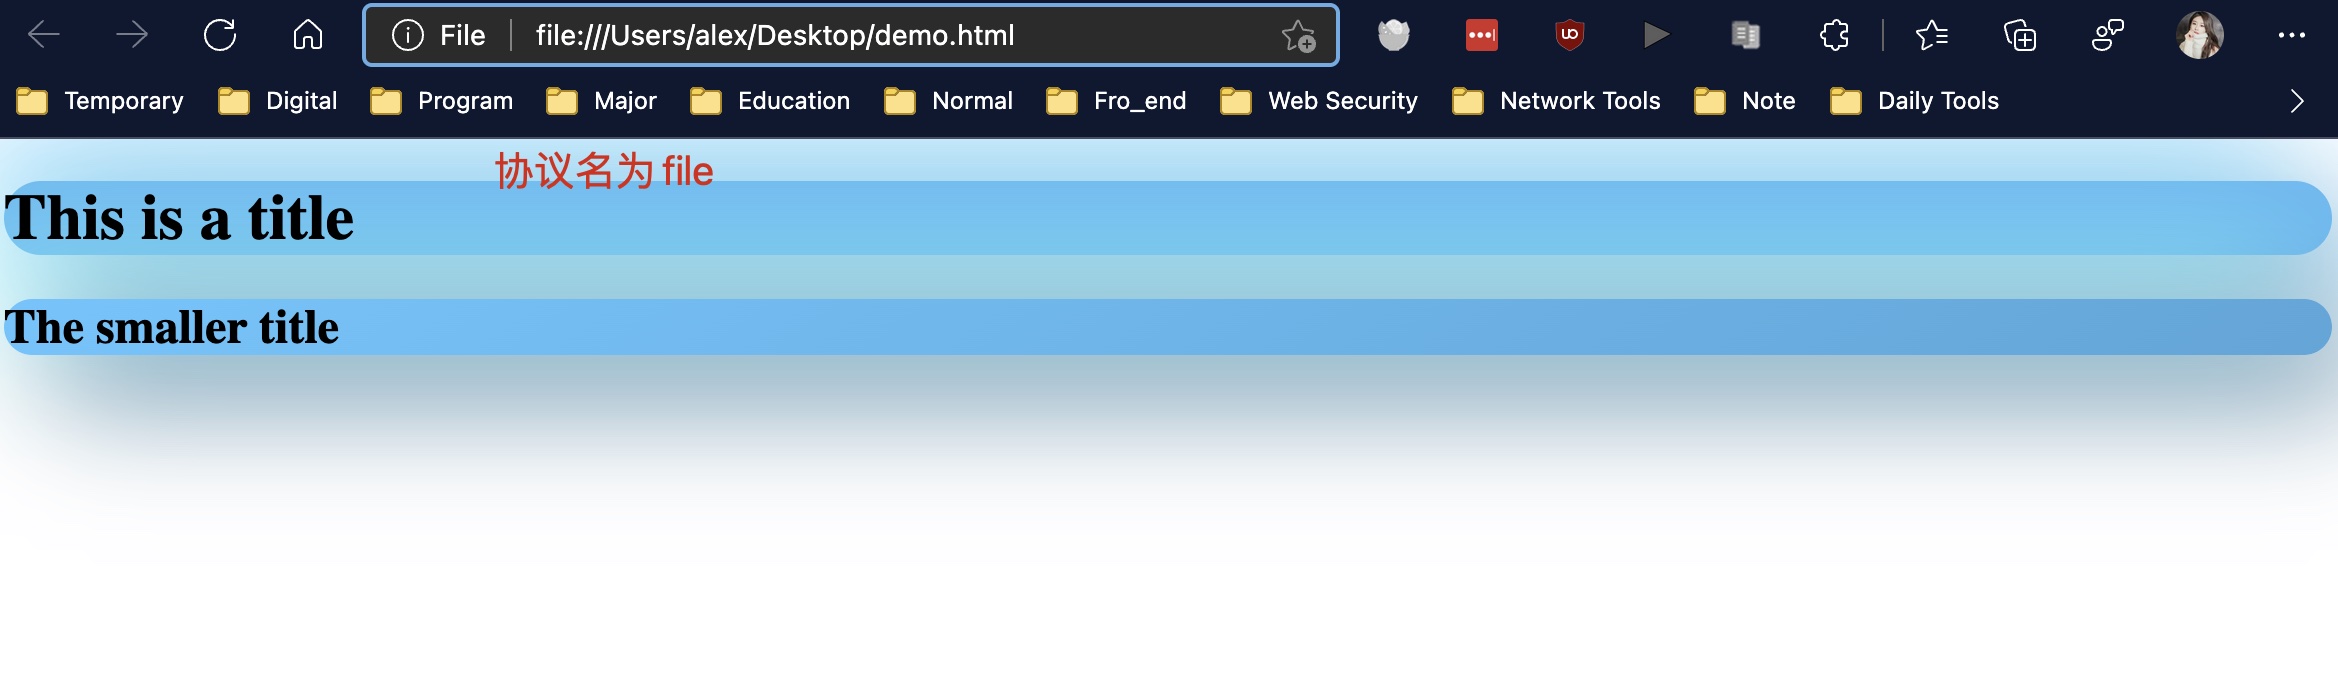 File file:///Users/alex/Desktop/demo.html
Temporary Digital Program Major Education Normal Fro_end Web Security Network Tools Note Daily Tools
协议名为 file
This is a title
The smaller title